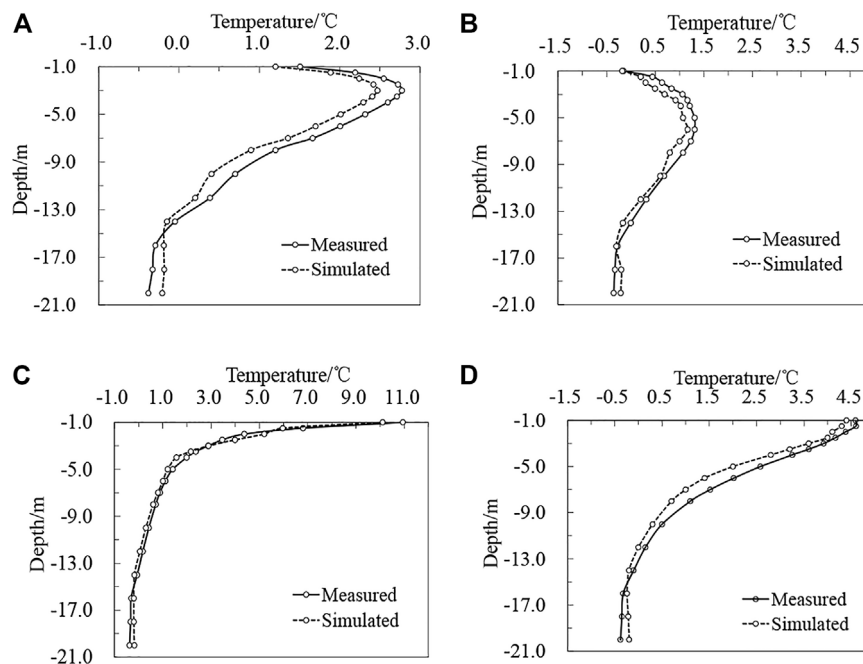 A
Temperature/℃
-1.0 0.0 1.0 2.0 3.0
-1.0
-5.0
-9.0
-13.0
-17.0
-21.0
Depth/m
Measured
Simulated
B
Temperature/℃
-1.5 -0.5 0.5 1.5 2.5 3.5 4.5
-1.0
-5.0
-9.0
-13.0
-17.0
-21.0
Depth/m
Measured
Simulated
C
Temperature/℃
-1.0 1.0 3.0 5.0 7.0 9.0 11.0
-1.0
-5.0
-9.0
-13.0
-17.0
-21.0
Depth/m
Measured
Simulated
D
Temperature/℃
-1.5 -0.5 0.5 1.5 2.5 3.5 4.5
-1.0
-5.0
-9.0
-13.0
-17.0
-21.0
Depth/m
Measured
Simulated